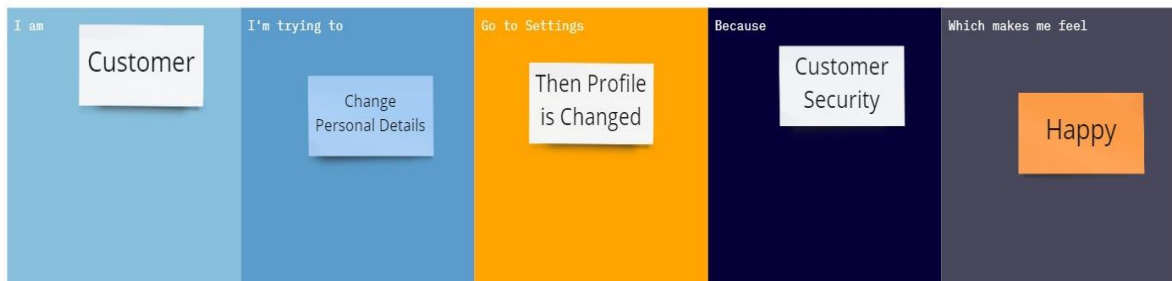 I am
Customer
I'm trying to
Change
Personal Details
Go to Settings
Then Profile
is Changed
Because
Customer
Security
Which makes me feel
Happy